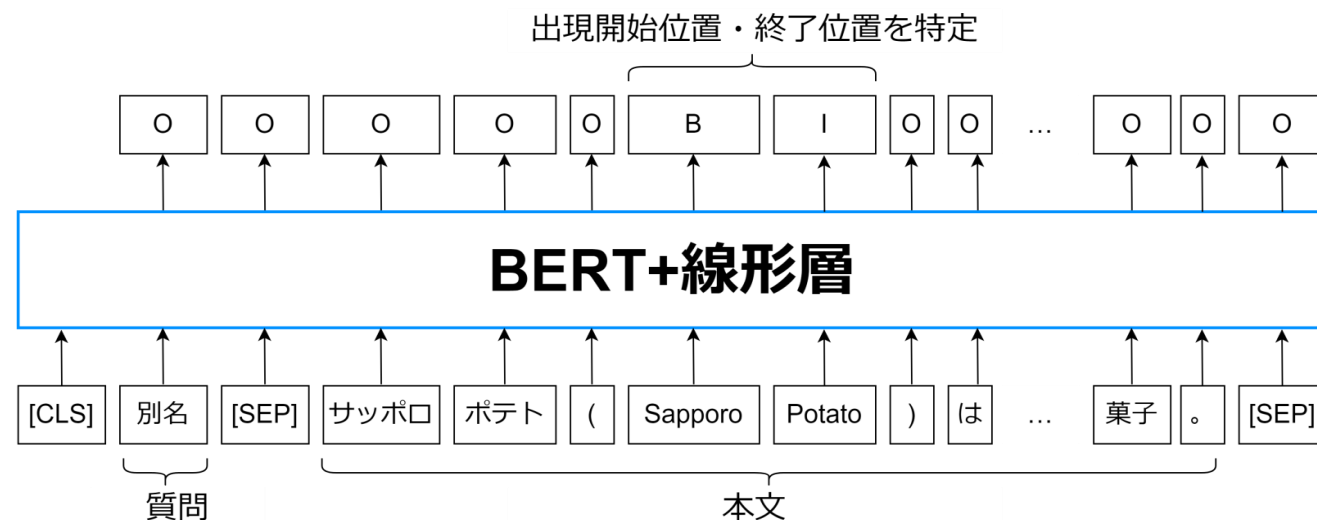 出現開始位置・終了位置を特定
O O O O O B I O O … O O O
BERT+線形層
[CLS] 別名 [SEP] サッポロ ポテト ( Sapporo Potato ) は … 菓子 。 [SEP]
質問 本文